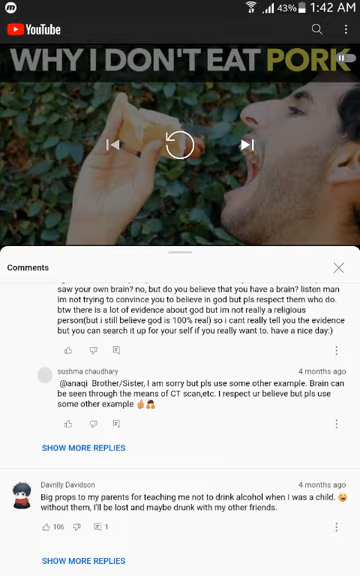 43% 1:42 AM
YouTube
WHY I DON'T EAT PORK
Comments
saw your own brain? no, but do you believe that you have a brain? listen man
im not trying to convince you to believe in god but pls respect them who do.
btw there is a lot of evidence about god but im not really a religious
person(but i still believe god is 100% real) so i cant really tell you the evidence
but you can search it up for your self if you really want to. have a nice day:)
sushma chaudhary 4 months ago
@anaqi Brother/Sister, I am sorry but pls use some other example. Brain can
be seen through the means of CT scan,etc. I respect ur believe but pls use
some other example ☝🙏
SHOW MORE REPLIES
Davnlly Davidson 4 months ago
Big props to my parents for teaching me not to drink alcohol when I was a child. 😄
without them, I'll be lost and maybe drunk with my other friends.
106 1
SHOW MORE REPLIES